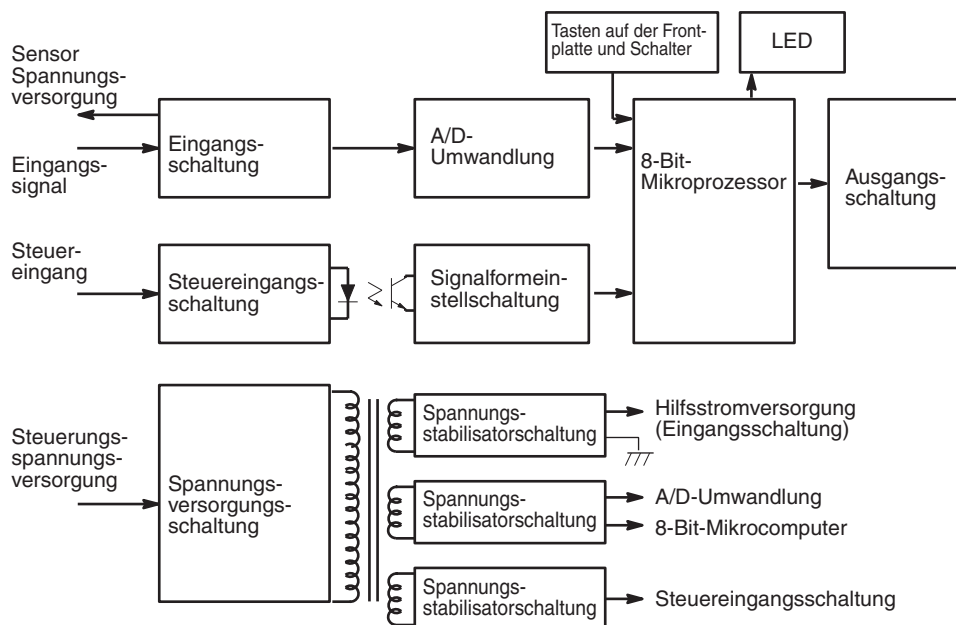 Tasten auf der Front-
platte und Schalter
LED
Sensor
Spannungs-
versorgung
Eingangs-
signal
Eingangs-
schaltung
A/D-
Umwandlung
8-Bit-
Mikroprozessor
Ausgangs-
schaltung
Steuer-
eingang
Steuereingangs-
schaltung
Signalformein-
stellschaltung
Steuerungs-
spannungs-
versorgung
Spannungs-
versorgungs-
schaltung
Spannungs-
stabilisatorschaltung
Hilfsstromversorgung
(Eingangsschaltung)
Spannungs-
stabilisatorschaltung
A/D-Umwandlung
8-Bit-Mikrocomputer
Spannungs-
stabilisatorschaltung
Steuereingangsschaltung